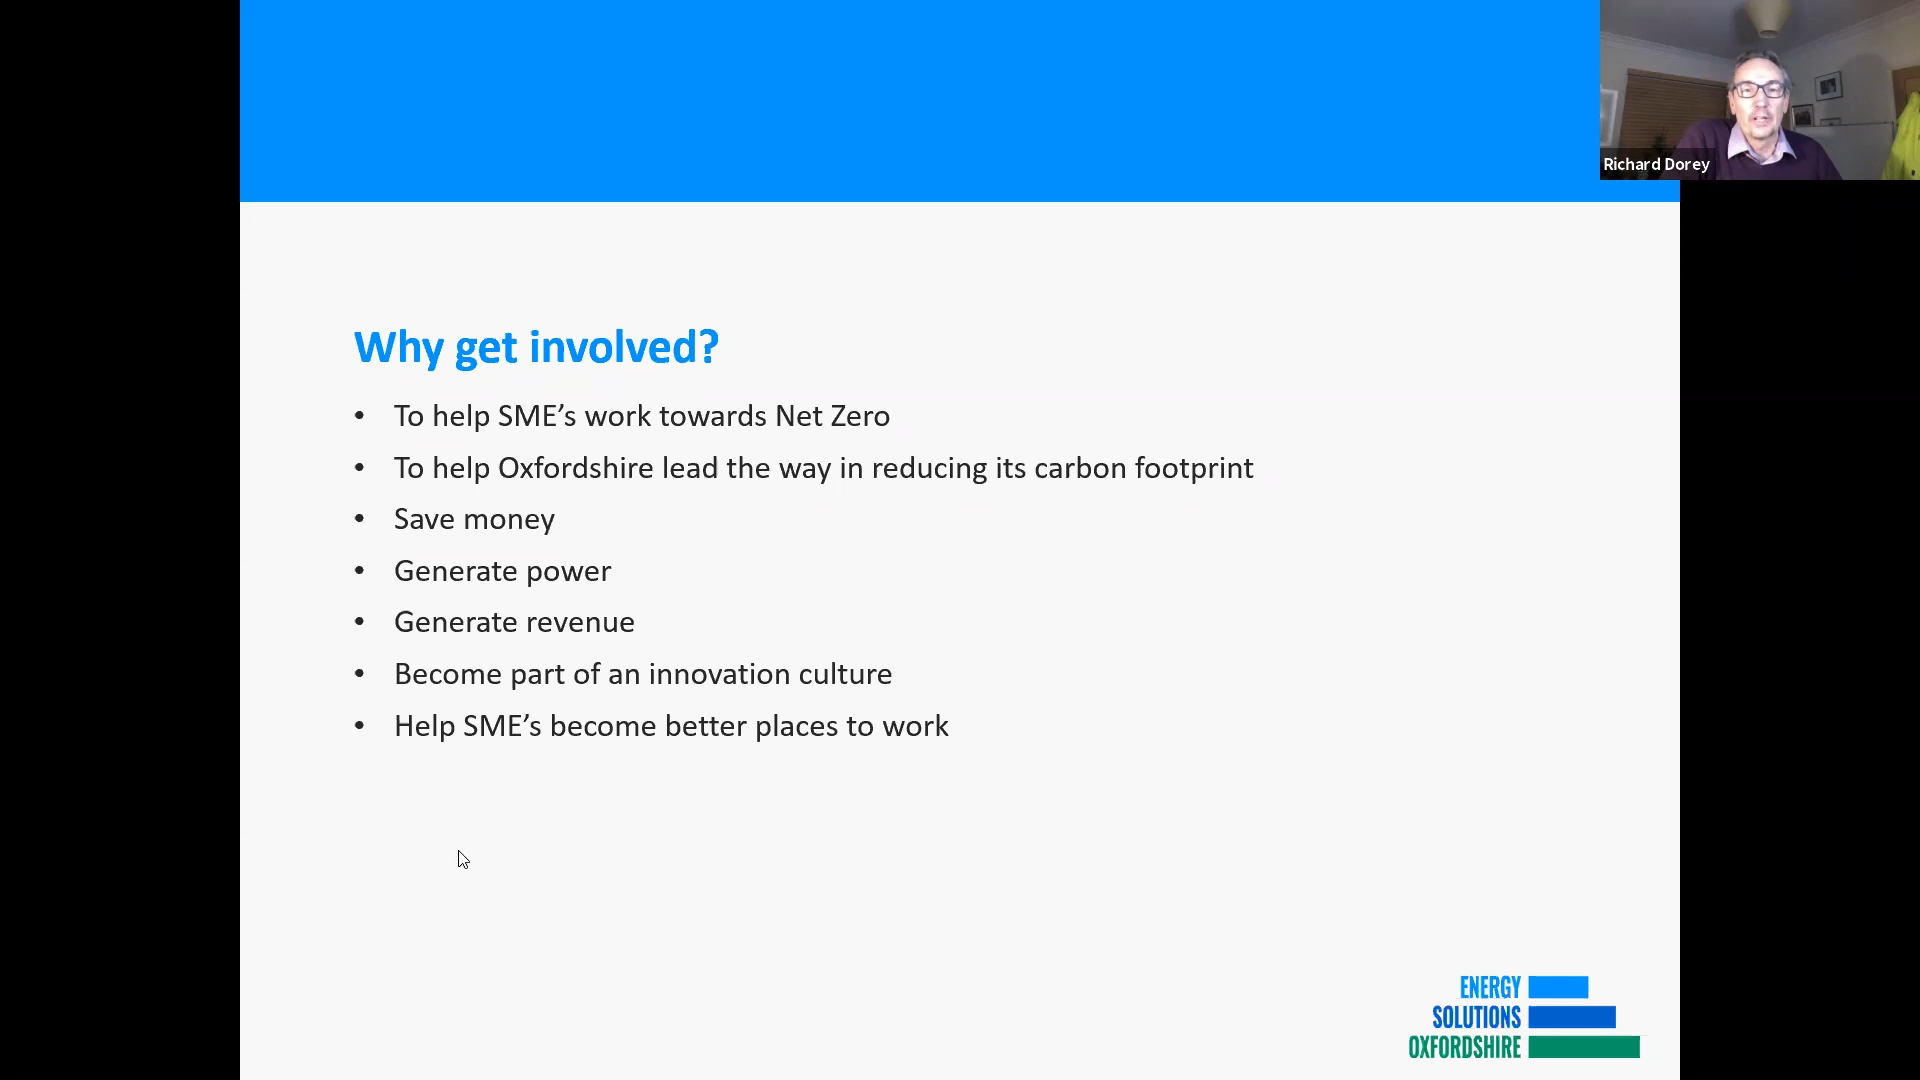 Richard Dorey
Why get involved?
• To help SME’s work towards Net Zero
• To help Oxfordshire lead the way in reducing its carbon footprint
• Save money
• Generate power
• Generate revenue
• Become part of an innovation culture
• Help SME’s become better places to work
ENERGY
SOLUTIONS
OXFORDSHIRE